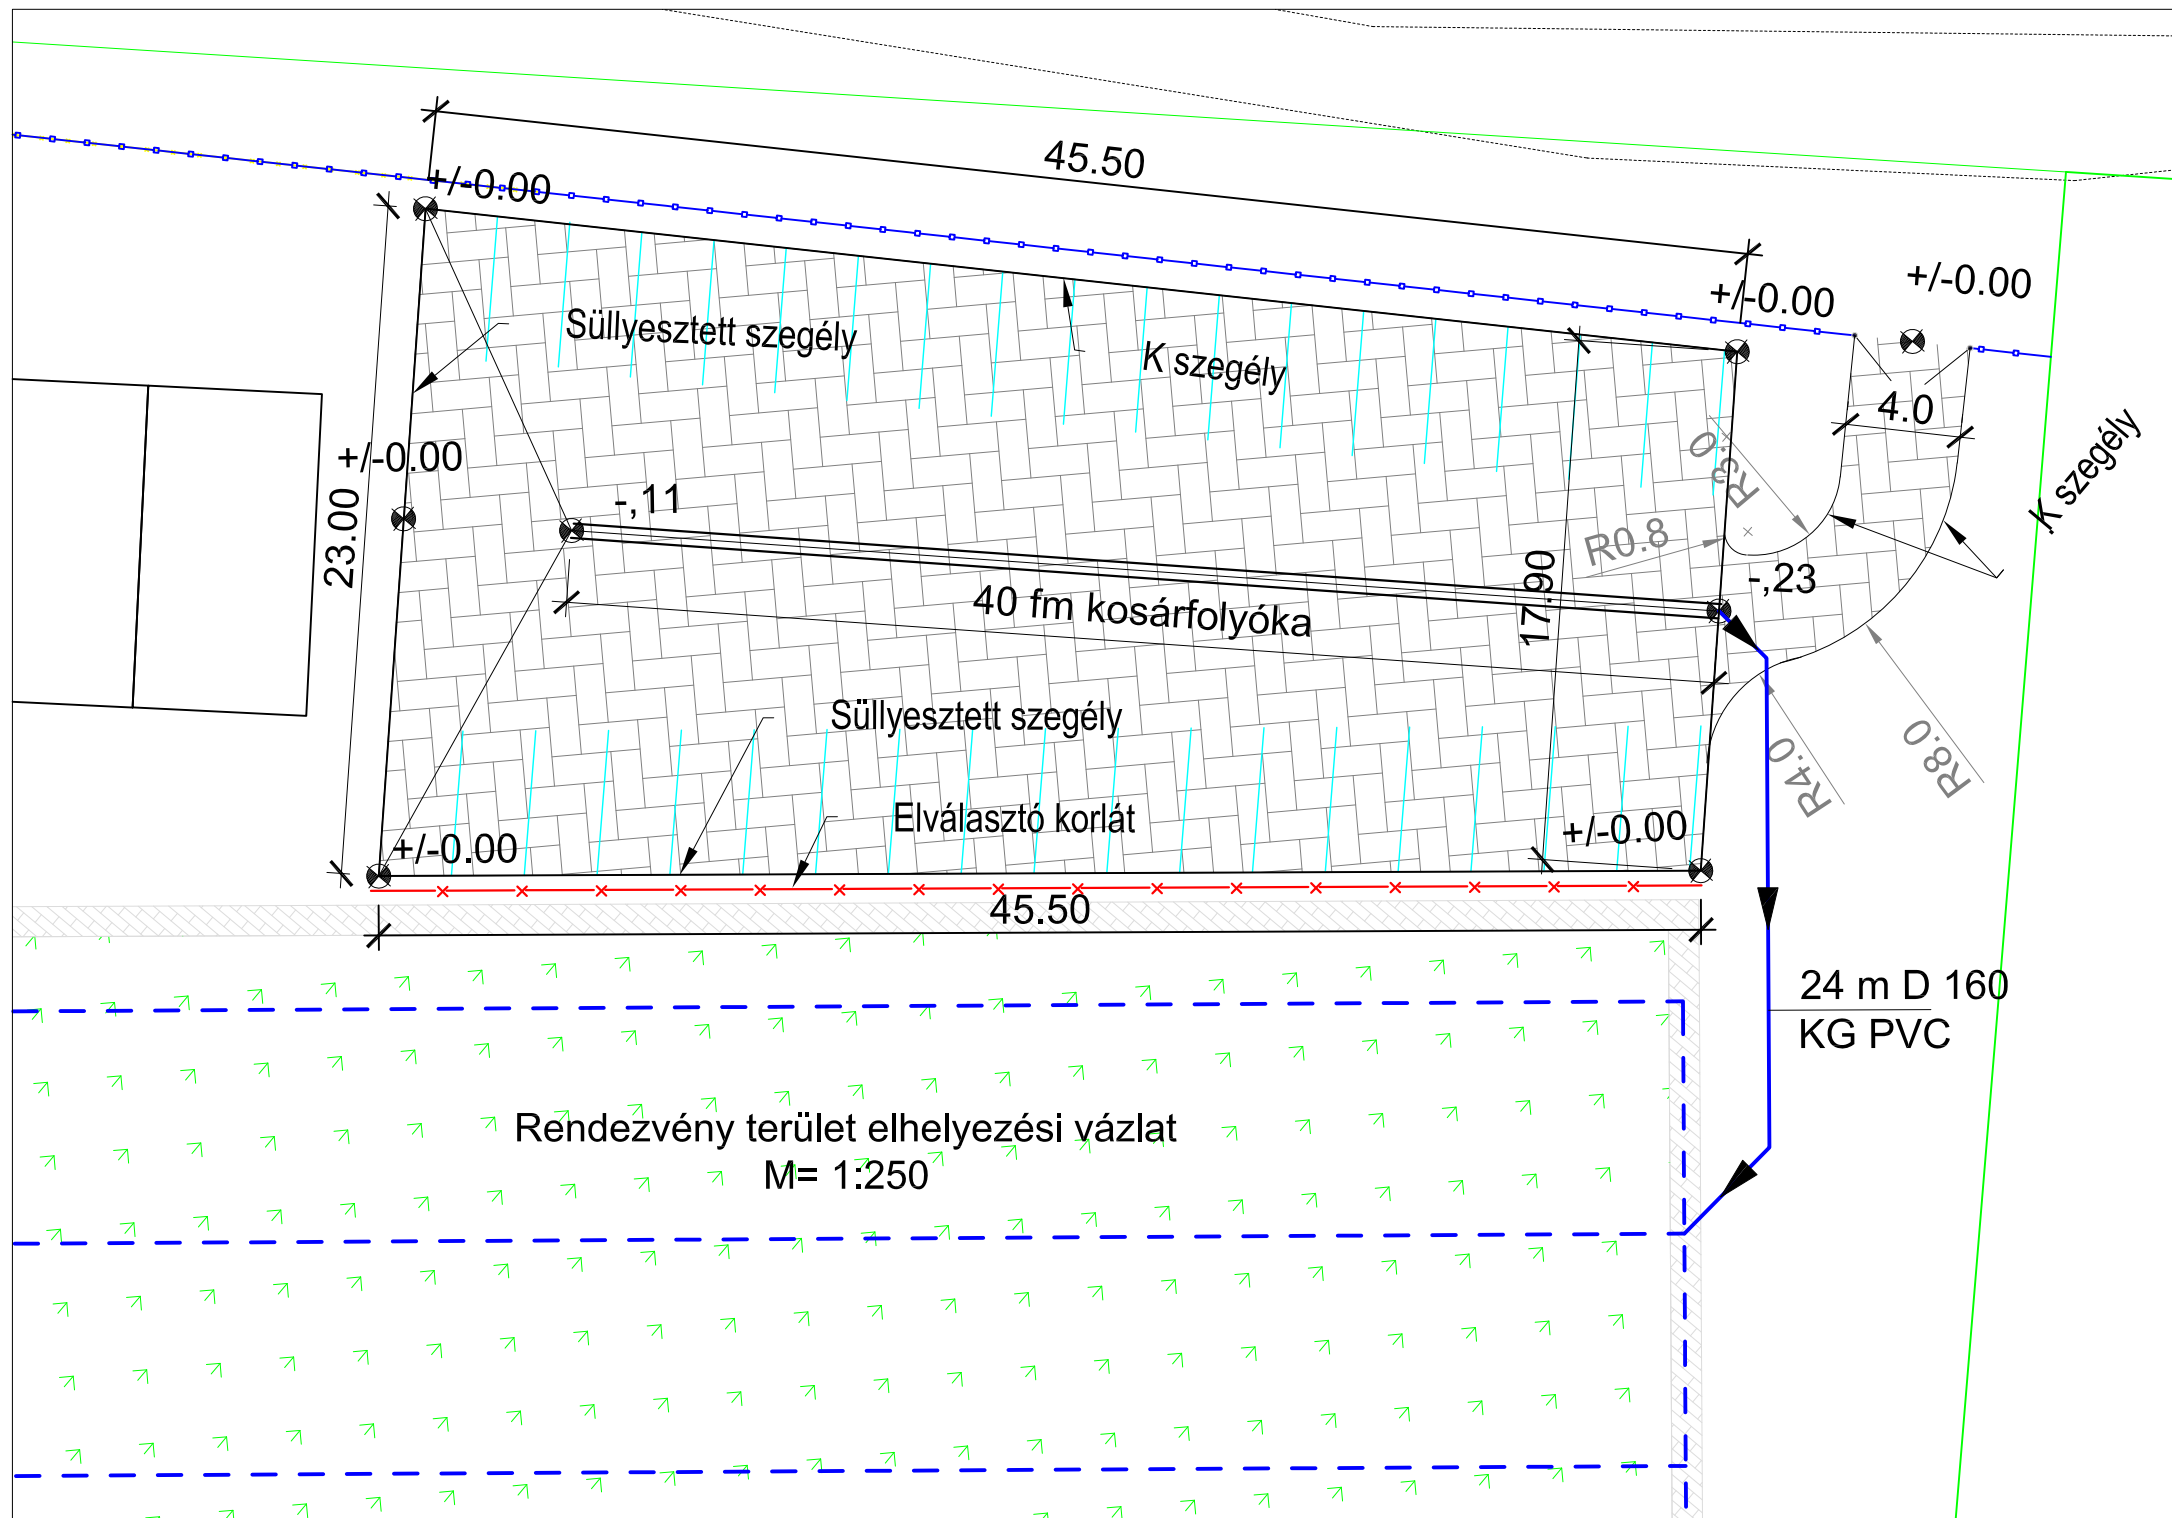 45.50
+/-0.00
+/-0.00
+/-0.00
Süllyesztett szegély
K szegély
4.0
K szegély
+/-0.00
R3.0
-,11
23.00
R0.8
17.90
-,23
40 fm kosárfolyóka
Süllyesztett szegély
R4.0
R8.0
Elválasztó korlát
+/-0.00
+/-0.00
45.50
24 m D 160
KG PVC
Rendezvény terület elhelyezési vázlat
M= 1:250